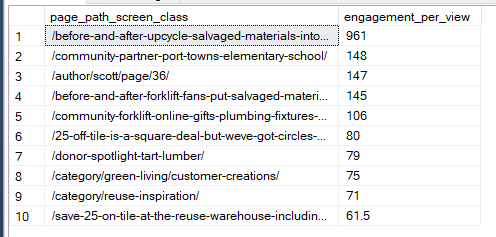 page_path_screen_class engagement_per_view
1 /before-and-after-upcycle-salvaged-materials-into... 961
2 /community-partner-port-towns-elementary-school/ 148
3 /author/scott/page/36/ 147
4 /before-and-after-forklift-fans-put-salvaged-materi... 145
5 /community-forklift-online-gifts-plumbing-fixtures-... 106
6 /25-off-tile-is-a-square-deal-but-weve-got-circles-... 80
7 /donor-spotlight-tart-lumber/ 79
8 /category/green-living/customer-creations/ 75
9 /category/reuse-inspiration/ 71
10 /save-25-on-tile-at-the-reuse-warehouse-includin... 61.5